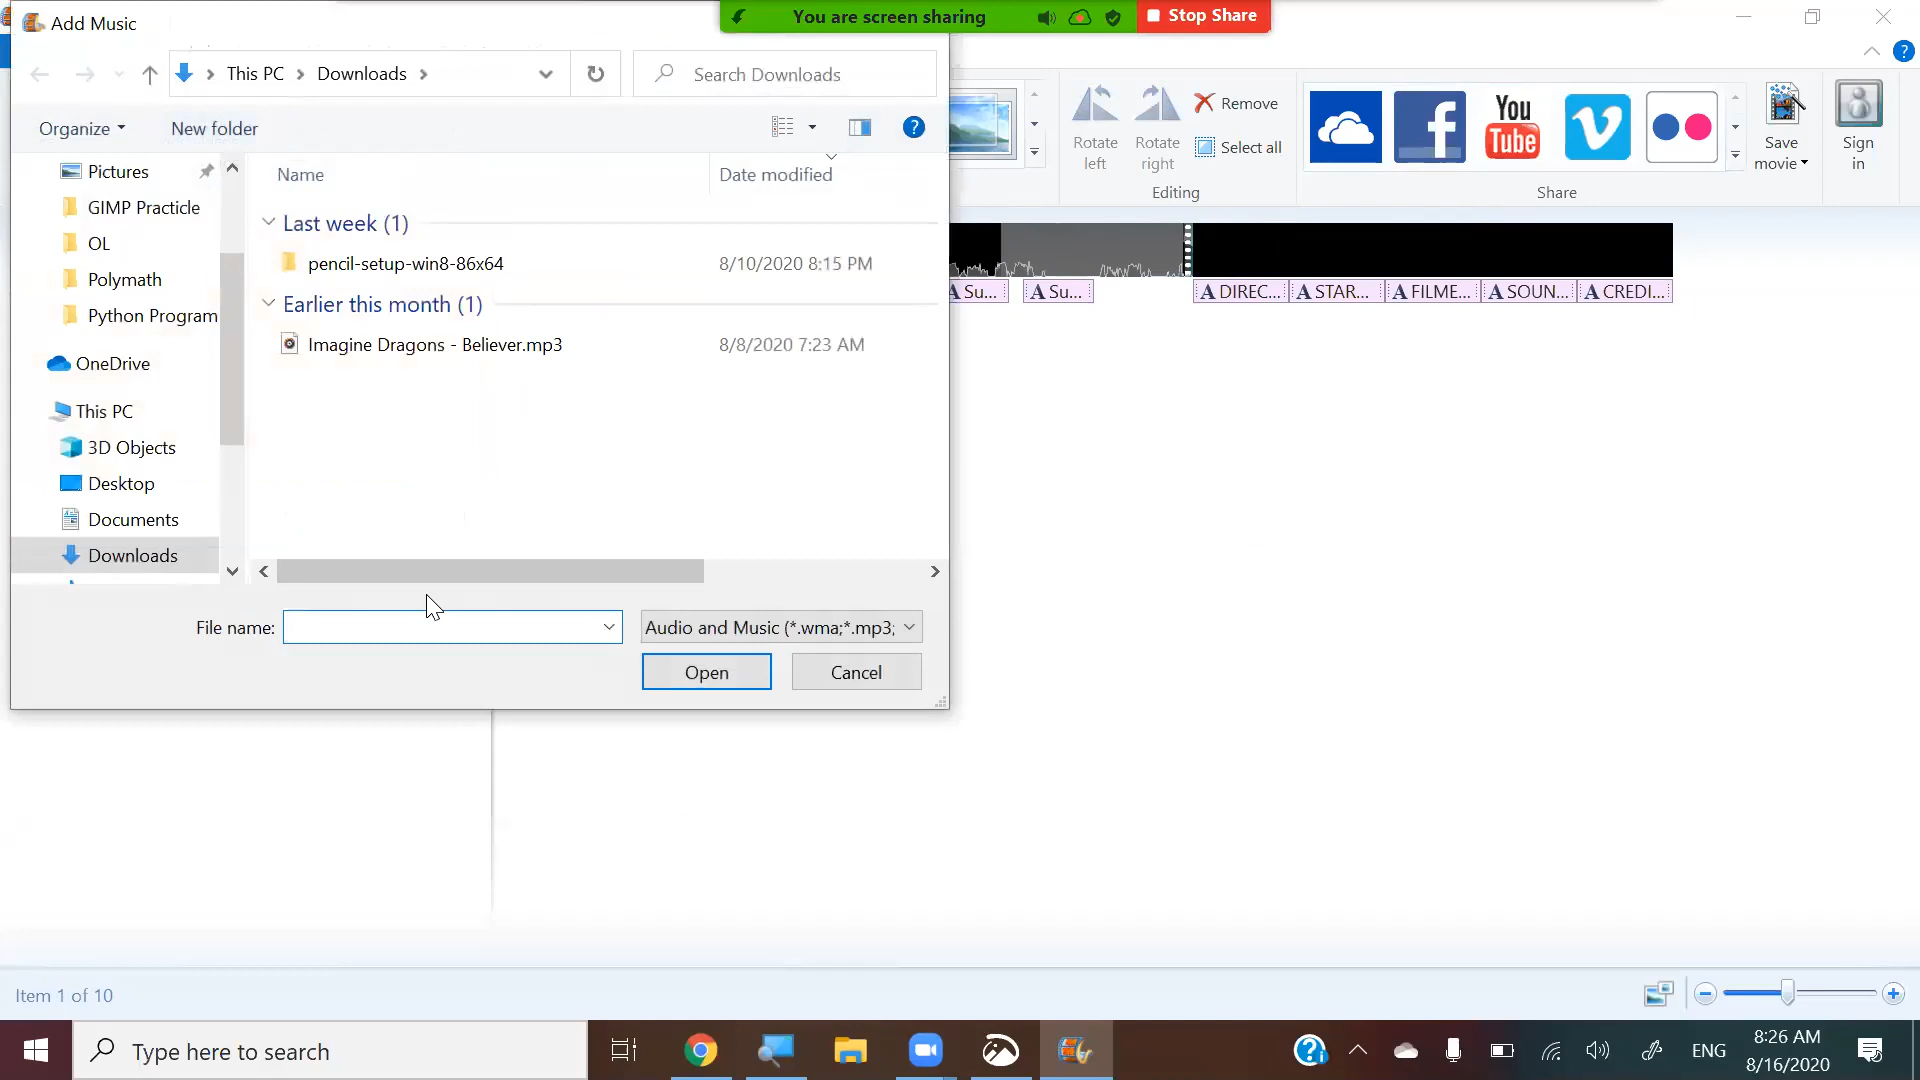 Add Music
You are screen sharing
Stop Share
This PC
Downloads
Search Downloads
Organize
New folder
Pictures
GIMP Practicle
OL
Polymath
Python Program
OneDrive
This PC
3D Objects
Desktop
Documents
Downloads
Name
Date modified
Last week (1)
pencil-setup-win8-86x64
8/10/2020 8:15 PM
Earlier this month (1)
Imagine Dragons - Believer.mp3
8/8/2020 7:23 AM
File name:
Audio and Music (*.wma;*.mp3;
Open
Cancel
Rotate left
Rotate right
Remove
Select all
Editing
You Tube
Share
Save movie
Sign in
A Su...
A Su...
A DIREC...
A STAR...
A FILME...
A SOUN...
A CREDI...
Item 1 of 10
Type here to search
ENG
8:26 AM
8/16/2020